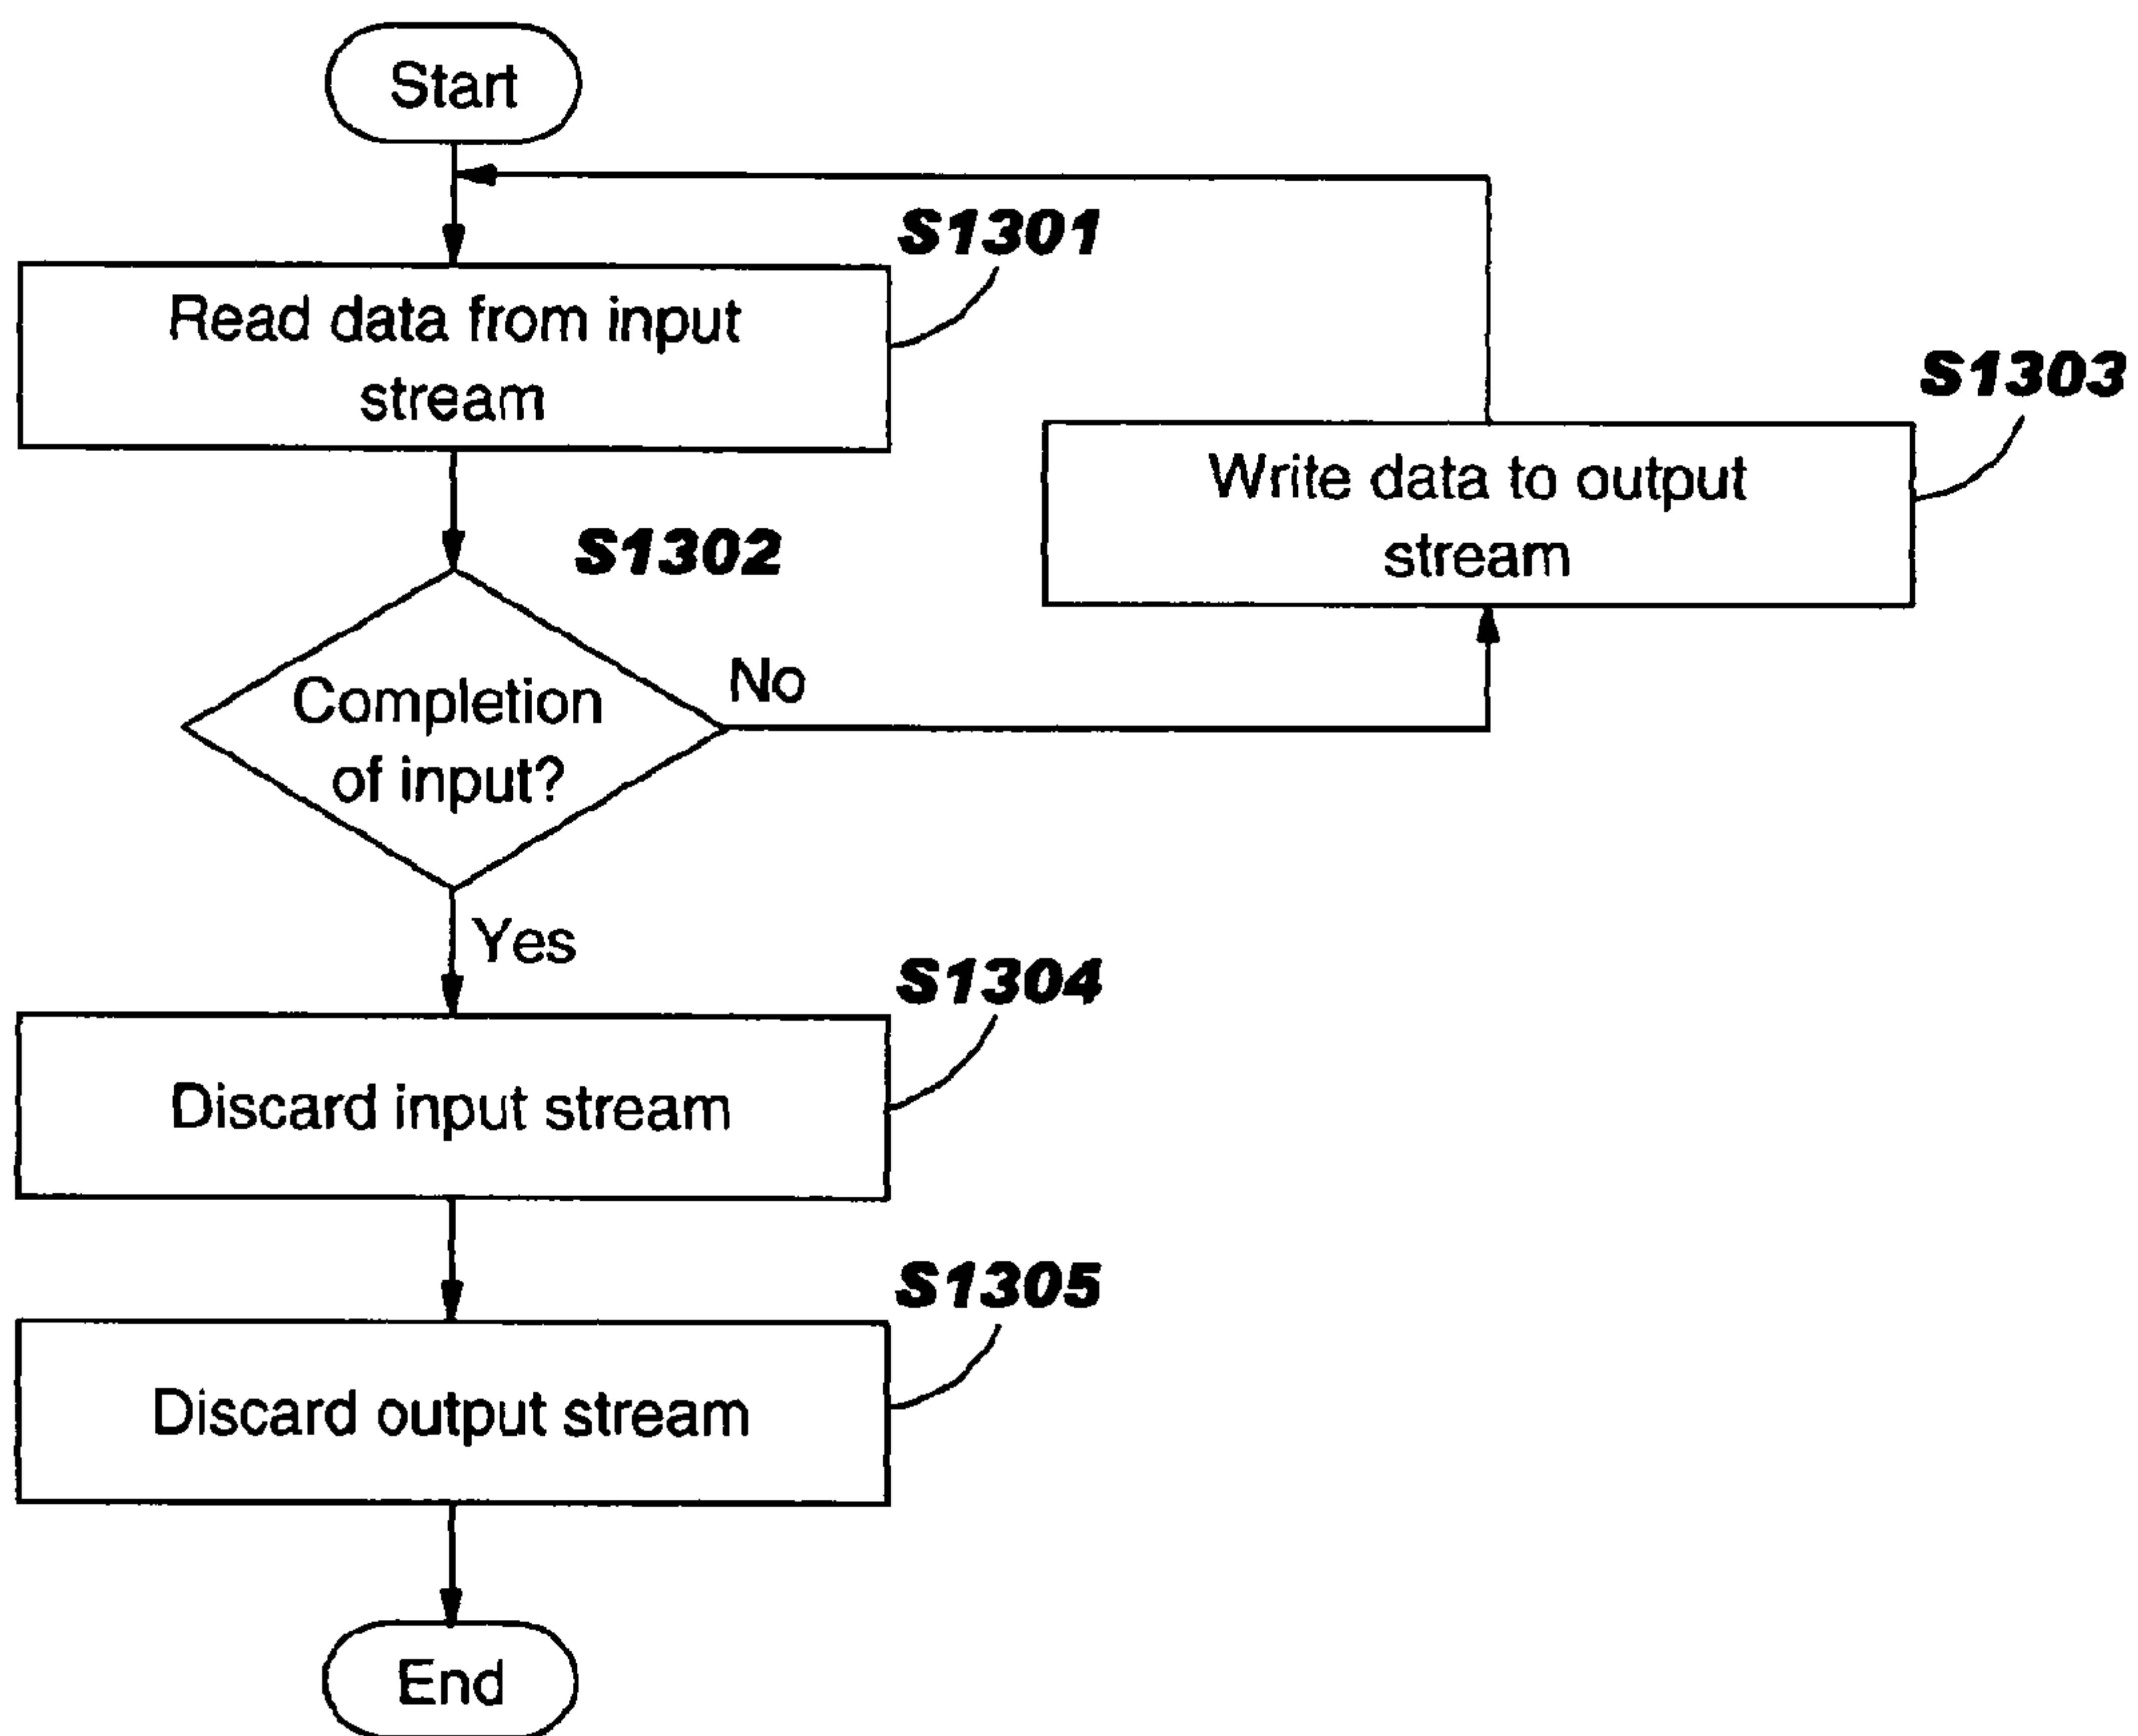 Start
S1301
Read data from input
stream
S1303
Write data to output
stream
S1302
Completion
of input?
No
Yes
S1304
Discard input stream
S1305
Discard output stream
End